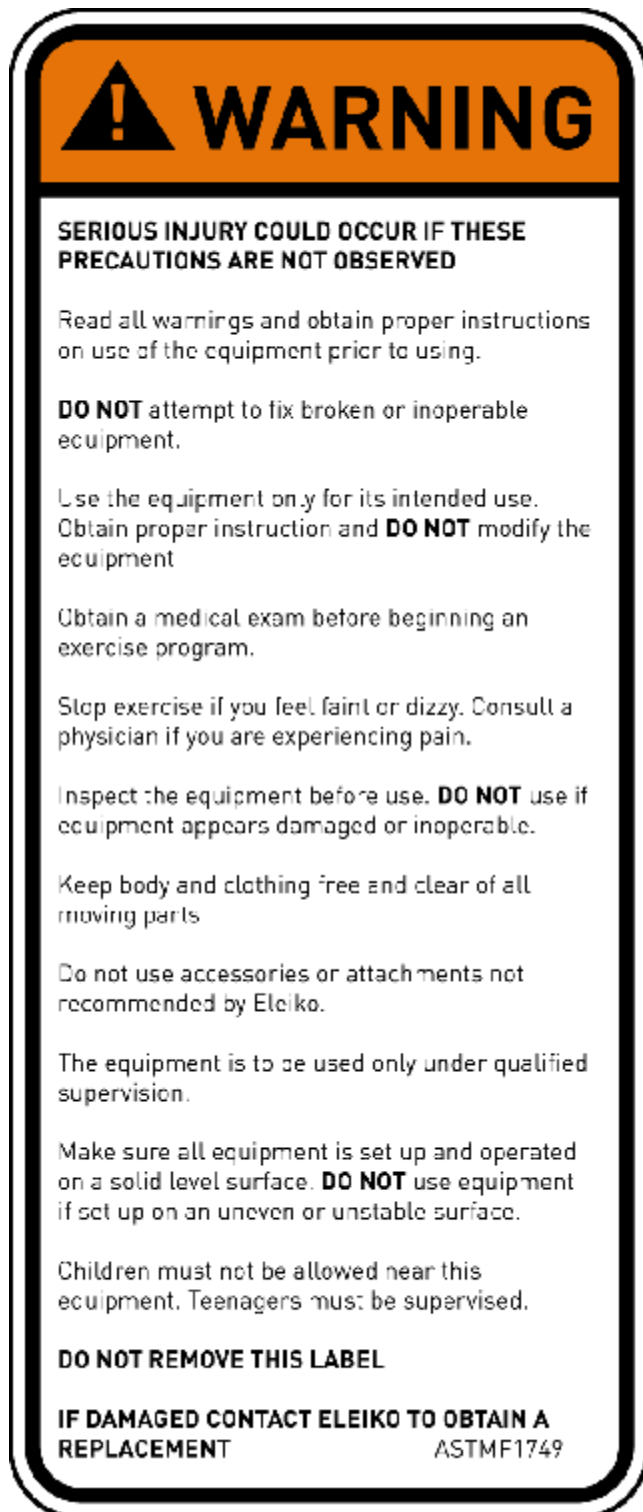 WARNING
SERIOUS INJURY COULD OCCUR IF THESE
PRECAUTIONS ARE NOT OBSERVED
Read all warnings and obtain proper instructions
on use of the equipment prior to using.
DO NOT attempt to fix broken or inoperable
equipment.
Use the equipment only for its intended use.
Obtain proper instruction and DO NOT modify the
equipment
Obtain a medical exam before beginning an
exercise program.
Stop exercise if you feel faint or dizzy. Consult a
physician if you are experiencing pain.
Inspect the equipment before use. DO NOT use if
equipment appears damaged or inoperable.
Keep body and clothing free and clear of all
moving parts
Do not use accessories or attachments not
recommended by Eleiko.
The equipment is to be used only under qualified
supervision.
Make sure all equipment is set up and operated
on a solid level surface. DO NOT use equipment
if set up on an uneven or unstable surface.
Children must not be allowed near this
equipment. Teenagers must be supervised.
DO NOT REMOVE THIS LABEL
IF DAMAGED CONTACT ELEIKO TO OBTAIN A
REPLACEMENT ASTMF1749